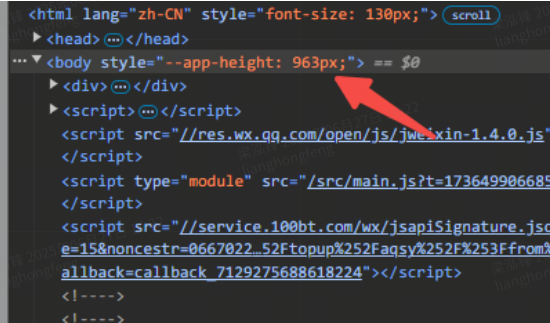 <html lang="zh-CN" style="font-size: 130px;"> scroll
<head> … </head>
… <body style="--app-height: 963px;"> == $0
<div> … </div>
<script> … </script>
<script src="//res.wx.qq.com/open/js/jweixin-1.4.0.js"
</script>
<script type="module" src="/src/main.js?t=173649990668
</script>
<script src="//service.100bt.com/wx/jsapiSignature.jsc
e=15&noncestr=0667022…52Ftopup%252Faqsy%252F%253Ffrom%
allback=callback_7129275688618224"></script>
<!---->
<!---->